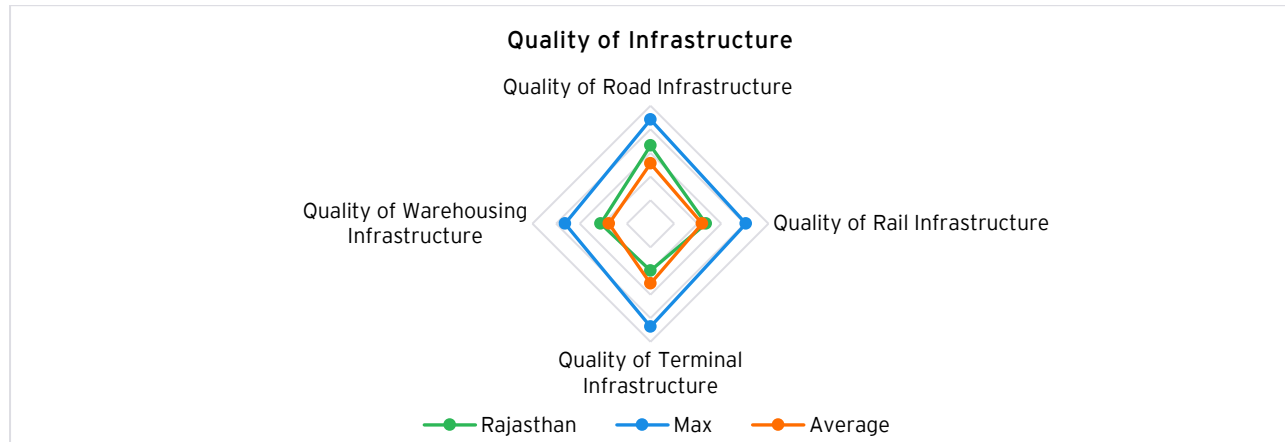 Quality of Infrastructure
Quality of Road Infrastructure
Quality of Warehousing
Infrastructure
Quality of Rail Infrastructure
Quality of Terminal
Infrastructure
Rajasthan Max Average